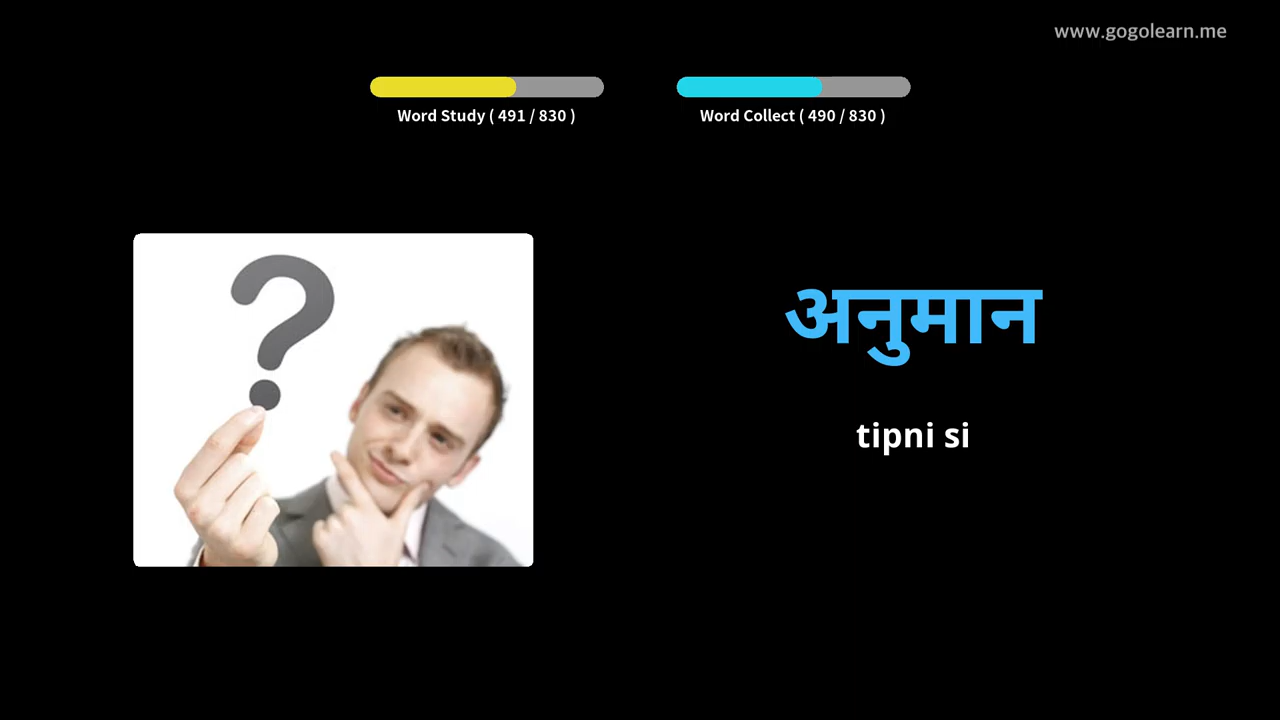 www.gogolearn.me
Word Study ( 491 / 830 )
Word Collect ( 490 / 830 )
अनुमान
tipni si